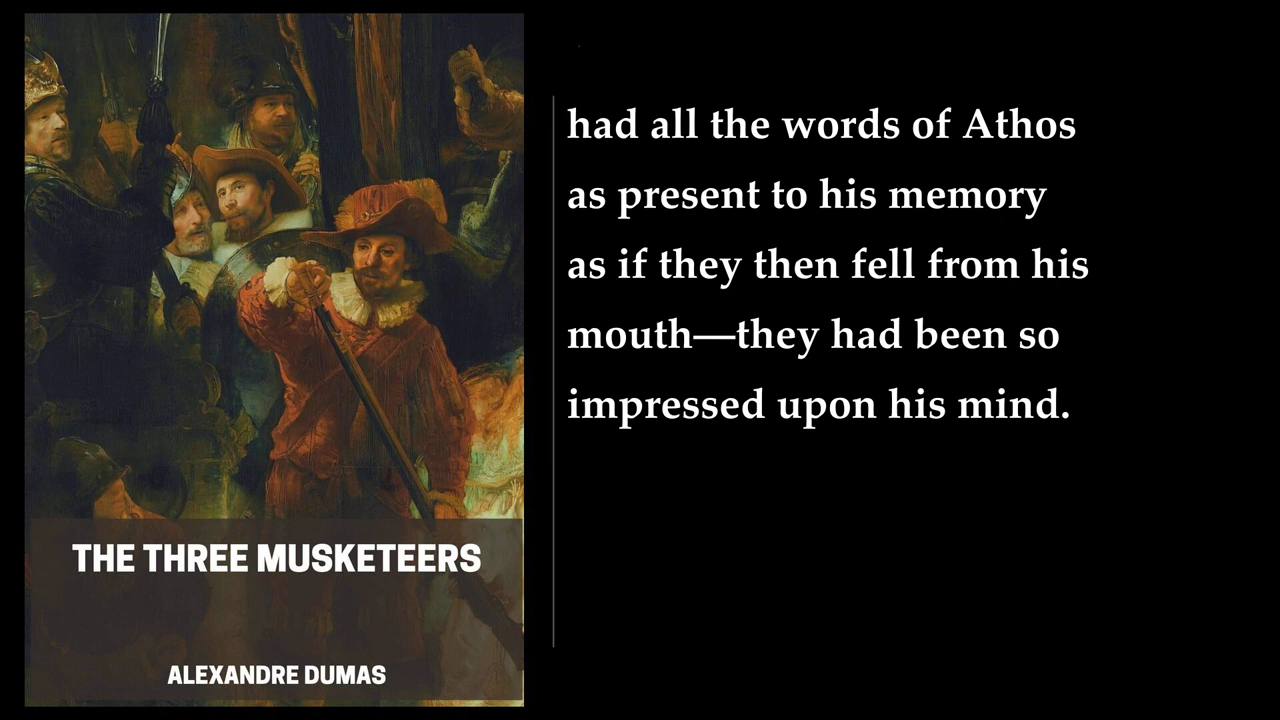 had all the words of Athos
as present to his memory
as if they then fell from his
mouth—they had been so
impressed upon his mind.
THE THREE MUSKETEERS
ALEXANDRE DUMAS